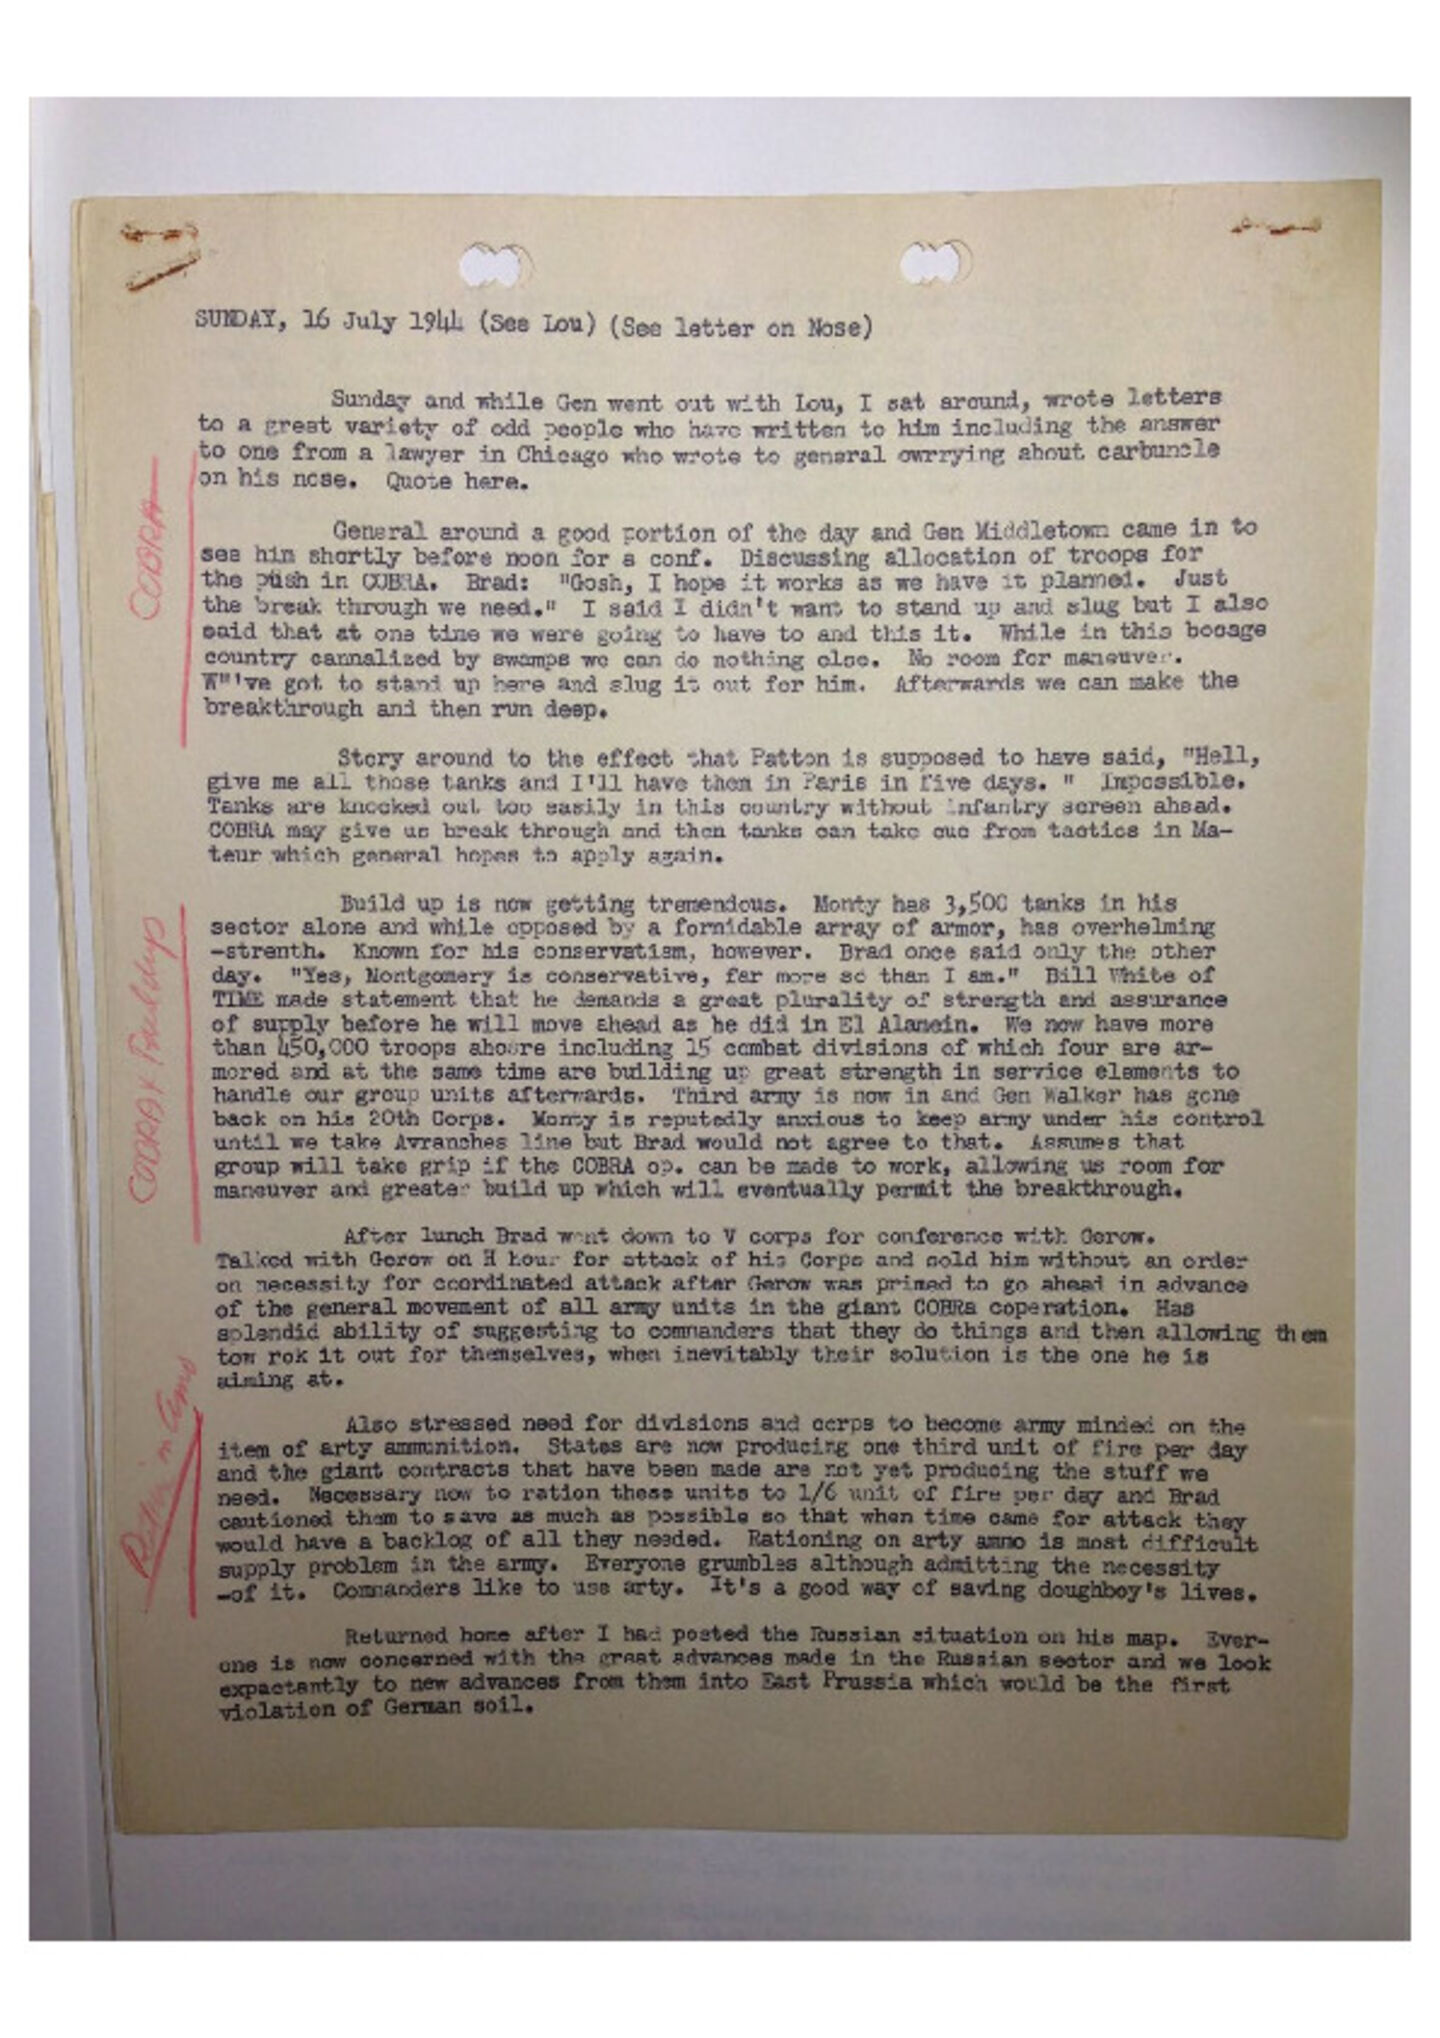 SUNDAY, 16 July 1944 (See Lou) (See letter on Nose)
Sunday and while Gen went out with Lou, I sat around, wrote letters
to a great variety of odd people who have written to him including the answer
to one from a lawyer in Chicago who wrote to general owrrying about carbuncle
on his nose. Quote here.
COBRA
General around a good portion of the day and Gen Middletown came in to
see him shortly before noon for a conf. Discussing allocation of troops for
the push in COBRA. Brad: "Gosh, I hope it works as we have it planned. Just
the break through we need." I said I didn't want to stand up and slug but I also
said that at one time we were going to have to and this it. While in this bocage
country cannalized by swamps we can do nothing else. No room for maneuver.
W"'ve got to stand up here and slug it out for him. Afterwards we can make the
breakthrough and then run deep.
Story around to the effect that Patton is supposed to have said, "Hell,
give me all those tanks and I'll have them in Paris in five days. " Impossible.
Tanks are knocked out too easily in this country without infantry screen ahead.
COBRA may give us break through and then tanks can take cue from tactics in Ma-
teur which general hopes to apply again.
COBRA Buildup
Build up is now getting tremendous. Monty has 3,500 tanks in his
sector alone and while opposed by a formidable array of armor, has overhelming
-strenth. Known for his conservatism, however. Brad once said only the other
day. "Yes, Montgomery is conservative, far more so than I am." Bill White of
TIME made statement that he demands a great plurality of strength and assurance
of supply before he will move ahead as he did in El Alamein. We now have more
than 450,000 troops ahosre including 15 combat divisions of which four are ar-
mored and at the same time are building up great strength in service elements to
handle our group units afterwards. Third army is now in and Gen Walker has gone
back on his 20th Corps. Monty is reputedly anxious to keep army under his control
until we take Avranches line but Brad would not agree to that. Assumes that
group will take grip if the COBRA op. can be made to work, allowing us room for
maneuver and greater build up which will eventually permit the breakthrough.
After lunch Brad went down to V corps for conference with Gerow.
Talked with Gerow on H hour for attack of his Corps and sold him without an order
on necessity for coordinated attack after Gerow was primed to go ahead in advance
of the general movement of all army units in the giant COBRa coperation. Has
splendid ability of suggesting to commanders that they do things and then allowing them
tow rok it out for themselves, when inevitably their solution is the one he is
aiming at.
Also stressed need for divisions and corps to become army minded on the
item of arty ammunition. States are now producing one third unit of fire per day
and the giant contracts that have been made are not yet producing the stuff we
need. Necessary now to ration these units to 1/6 unit of fire per day and Brad
cautioned them to save as much as possible so that when time came for attack they
would have a backlog of all they needed. Rationing on arty ammo is most difficult
supply problem in the army. Everyone grumbles although admitting the necessity
-of it. Commanders like to use arty. It's a good way of saving doughboy's lives.
Returned home after I had posted the Russian situation on his map. Ever-
one is now concerned with the great advances made in the Russian sector and we look
expactantly to new advances from them into East Prussia which would be the first
violation of German soil.